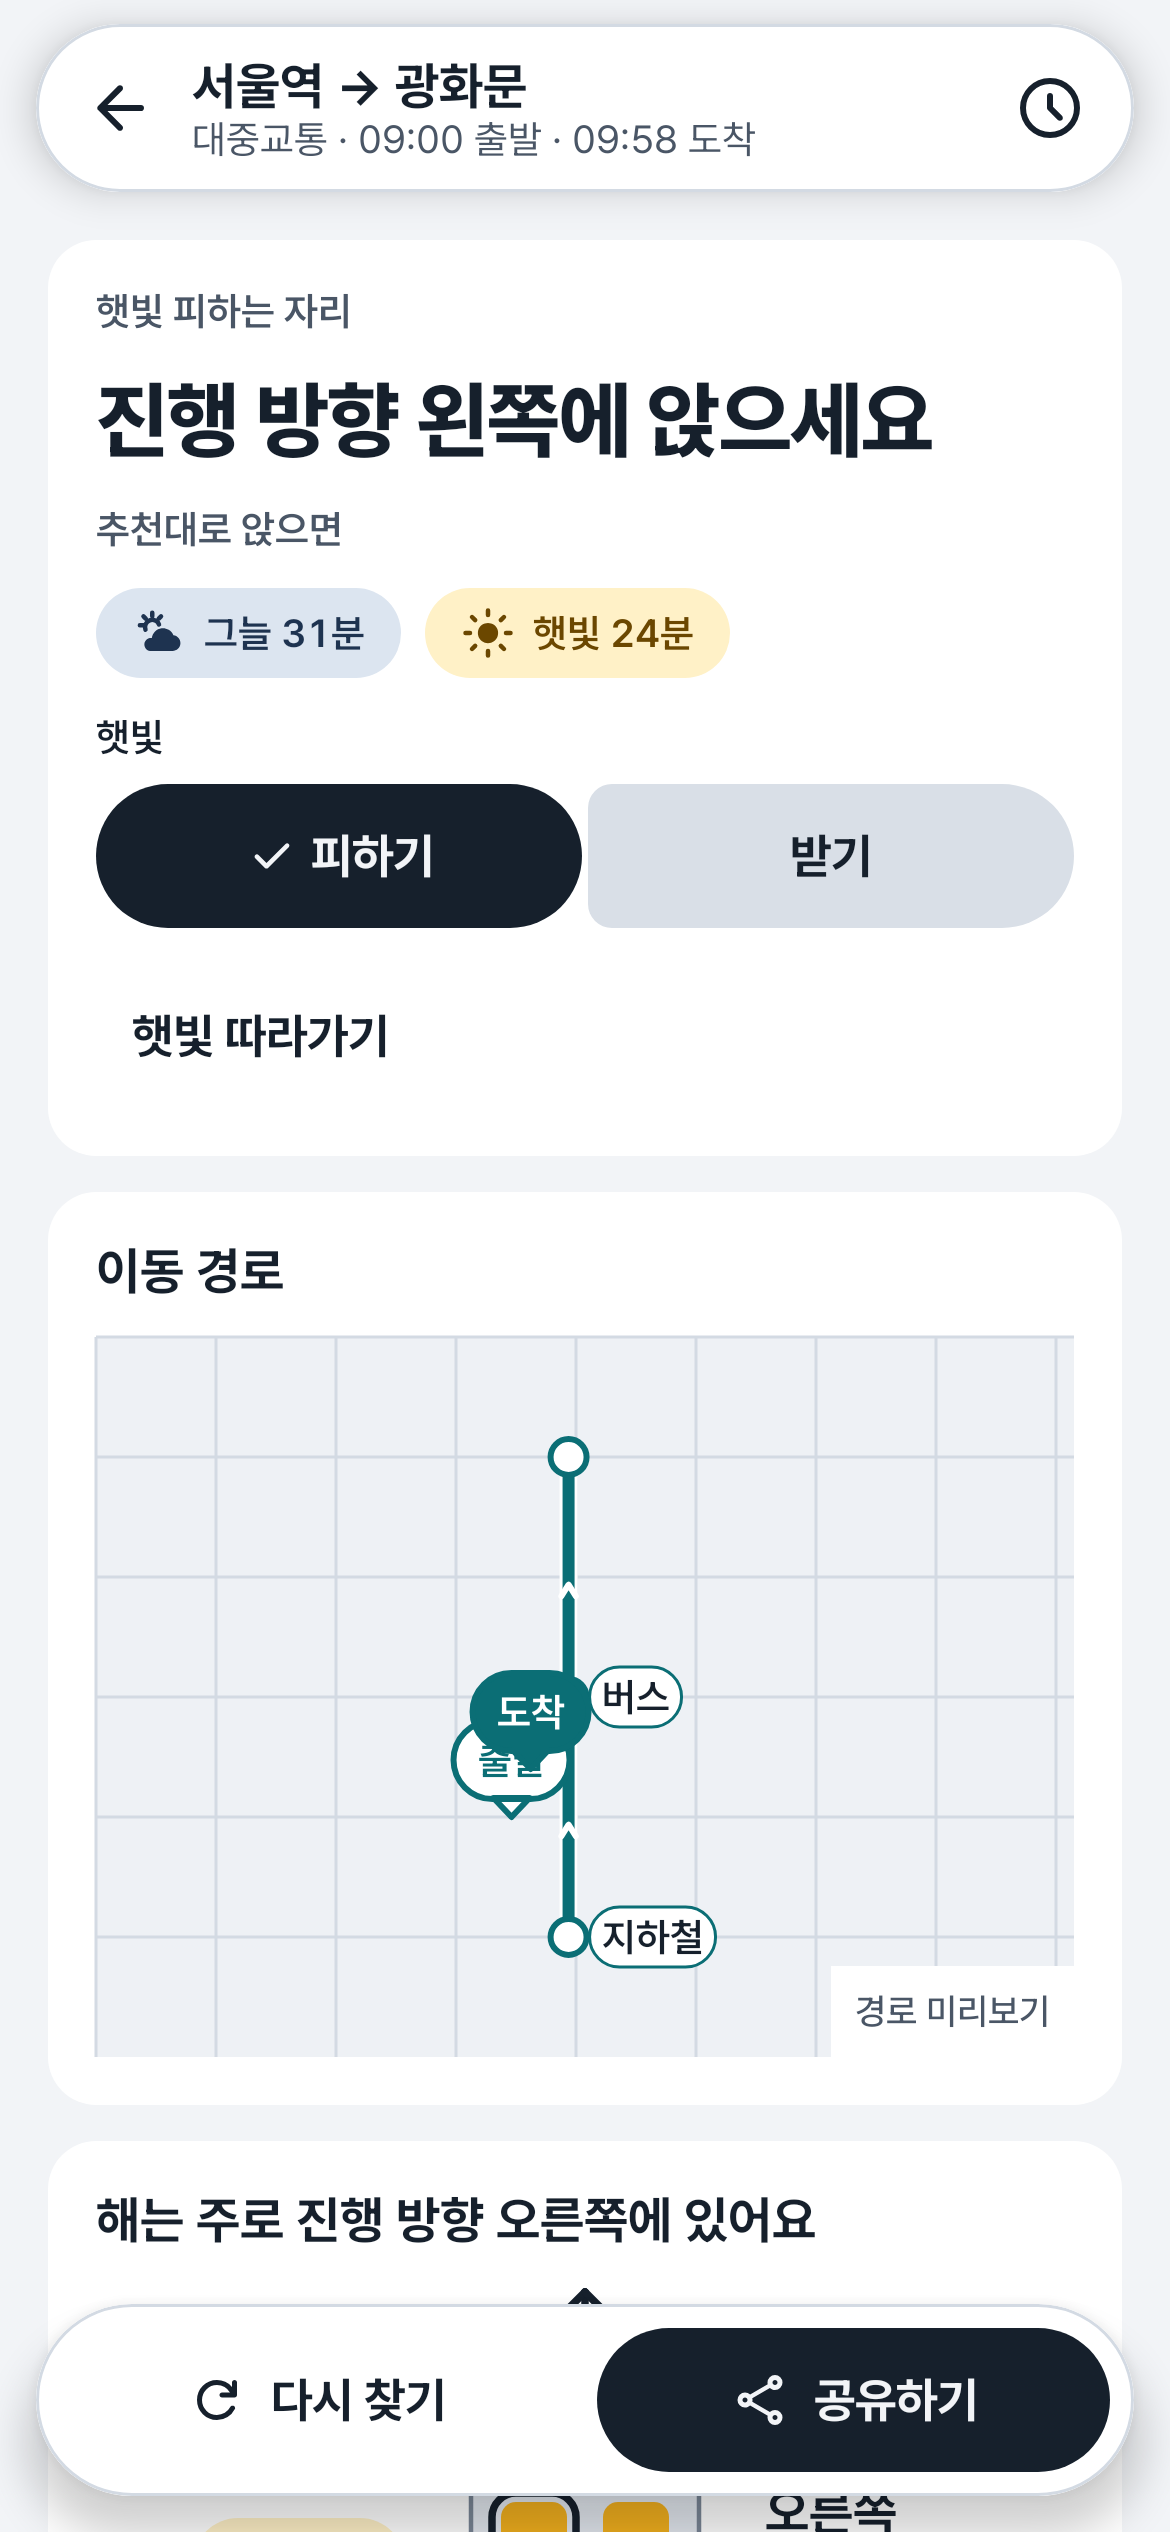 서울역 → 광화문
대중교통 · 09:00 출발 · 09:58 도착
햇빛 피하는 자리
진행 방향 왼쪽에 앉으세요
추천대로 앉으면
그늘 31분
햇빛 24분
햇빛
피하기
받기
햇빛 따라가기
이동 경로
버스
도착
지하철
경로 미리보기
해는 주로 진행 방향 오른쪽에 있어요
다시 찾기
공유하기
오른쪽